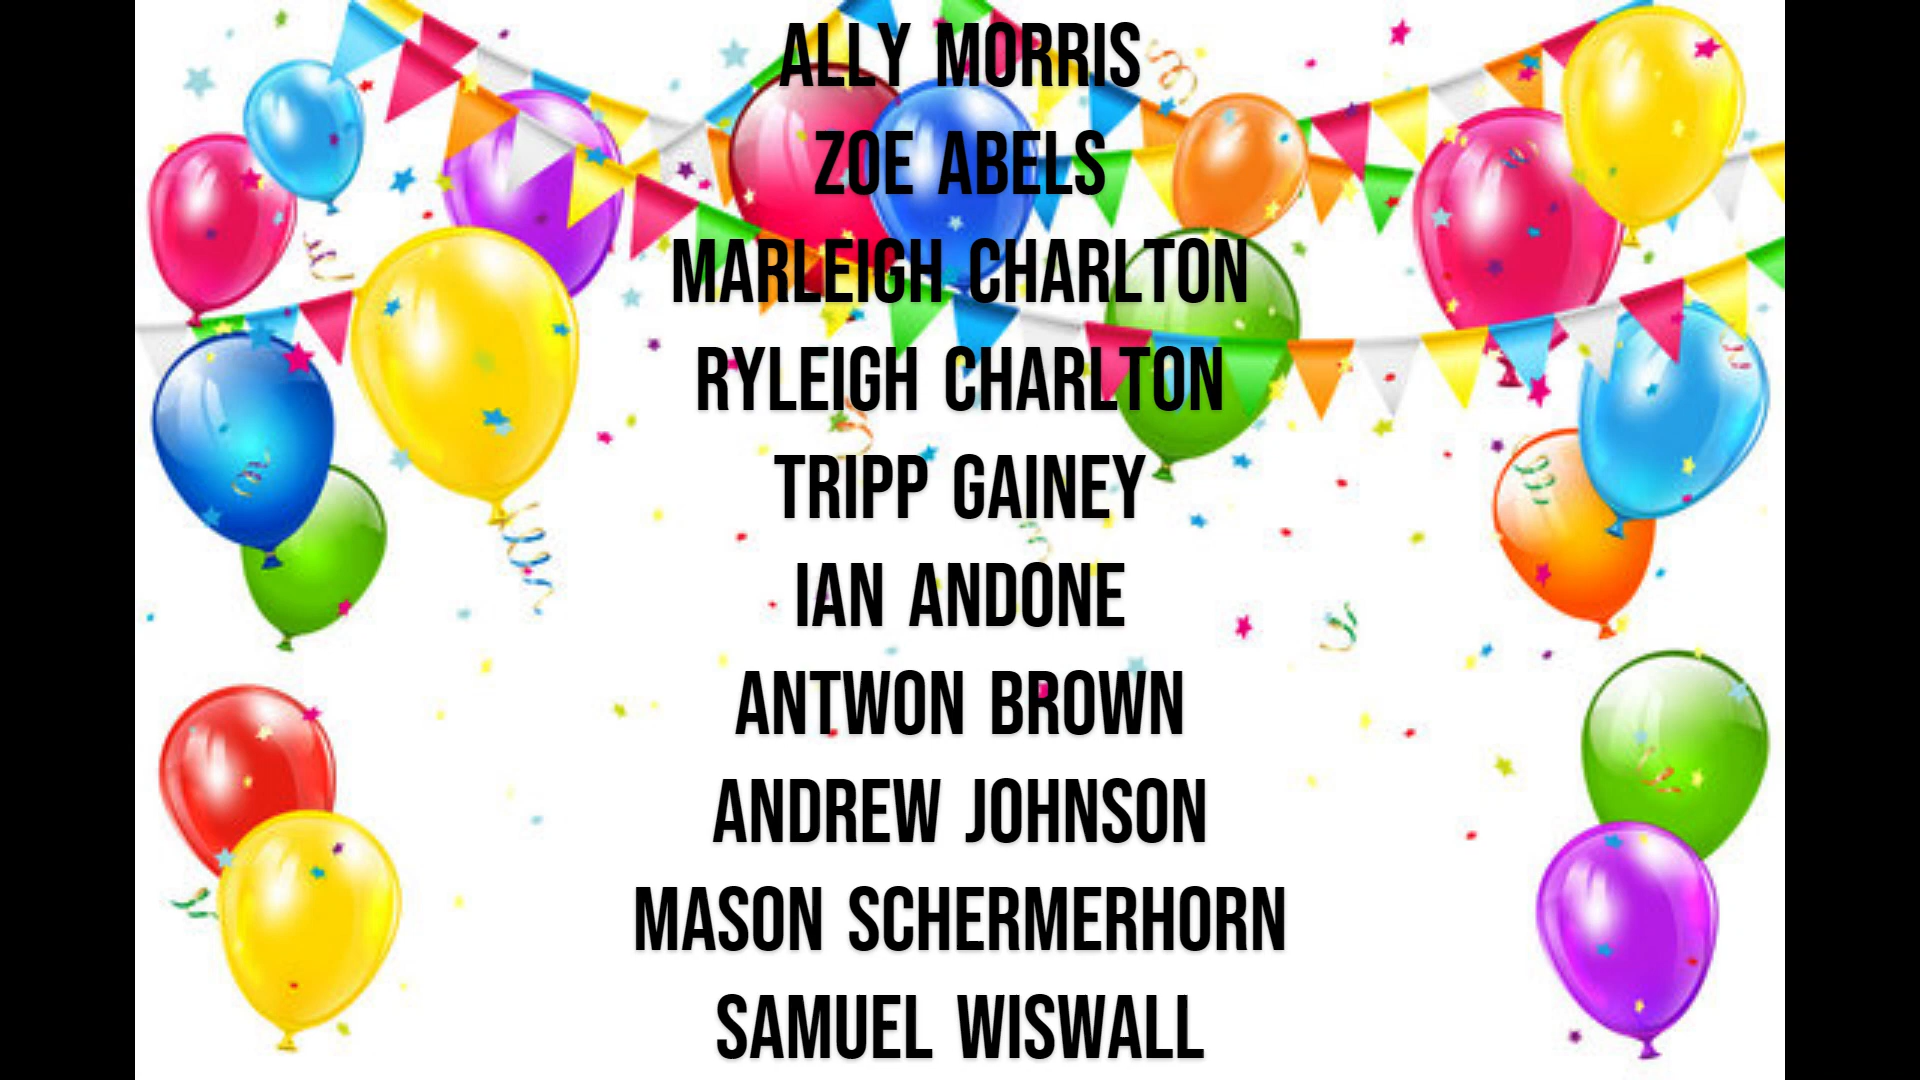 ALLY MORRIS
ZOE ABELS
MARLEIGH CHARLTON
RYLEIGH CHARLTON
TRIPP GAINEY
IAN ANDONE
ANTWON BROWN
ANDREW JOHNSON
MASON SCHERMERHORN
SAMUEL WISWALL